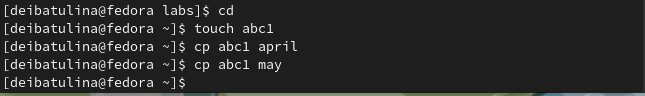 [deibatulina@fedora labs]$ cd
[deibatulina@fedora ~]$ touch abc1
[deibatulina@fedora ~]$ cp abc1 april
[deibatulina@fedora ~]$ cp abc1 may
[deibatulina@fedora ~]$